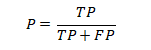 P = TP / (TP + FP)